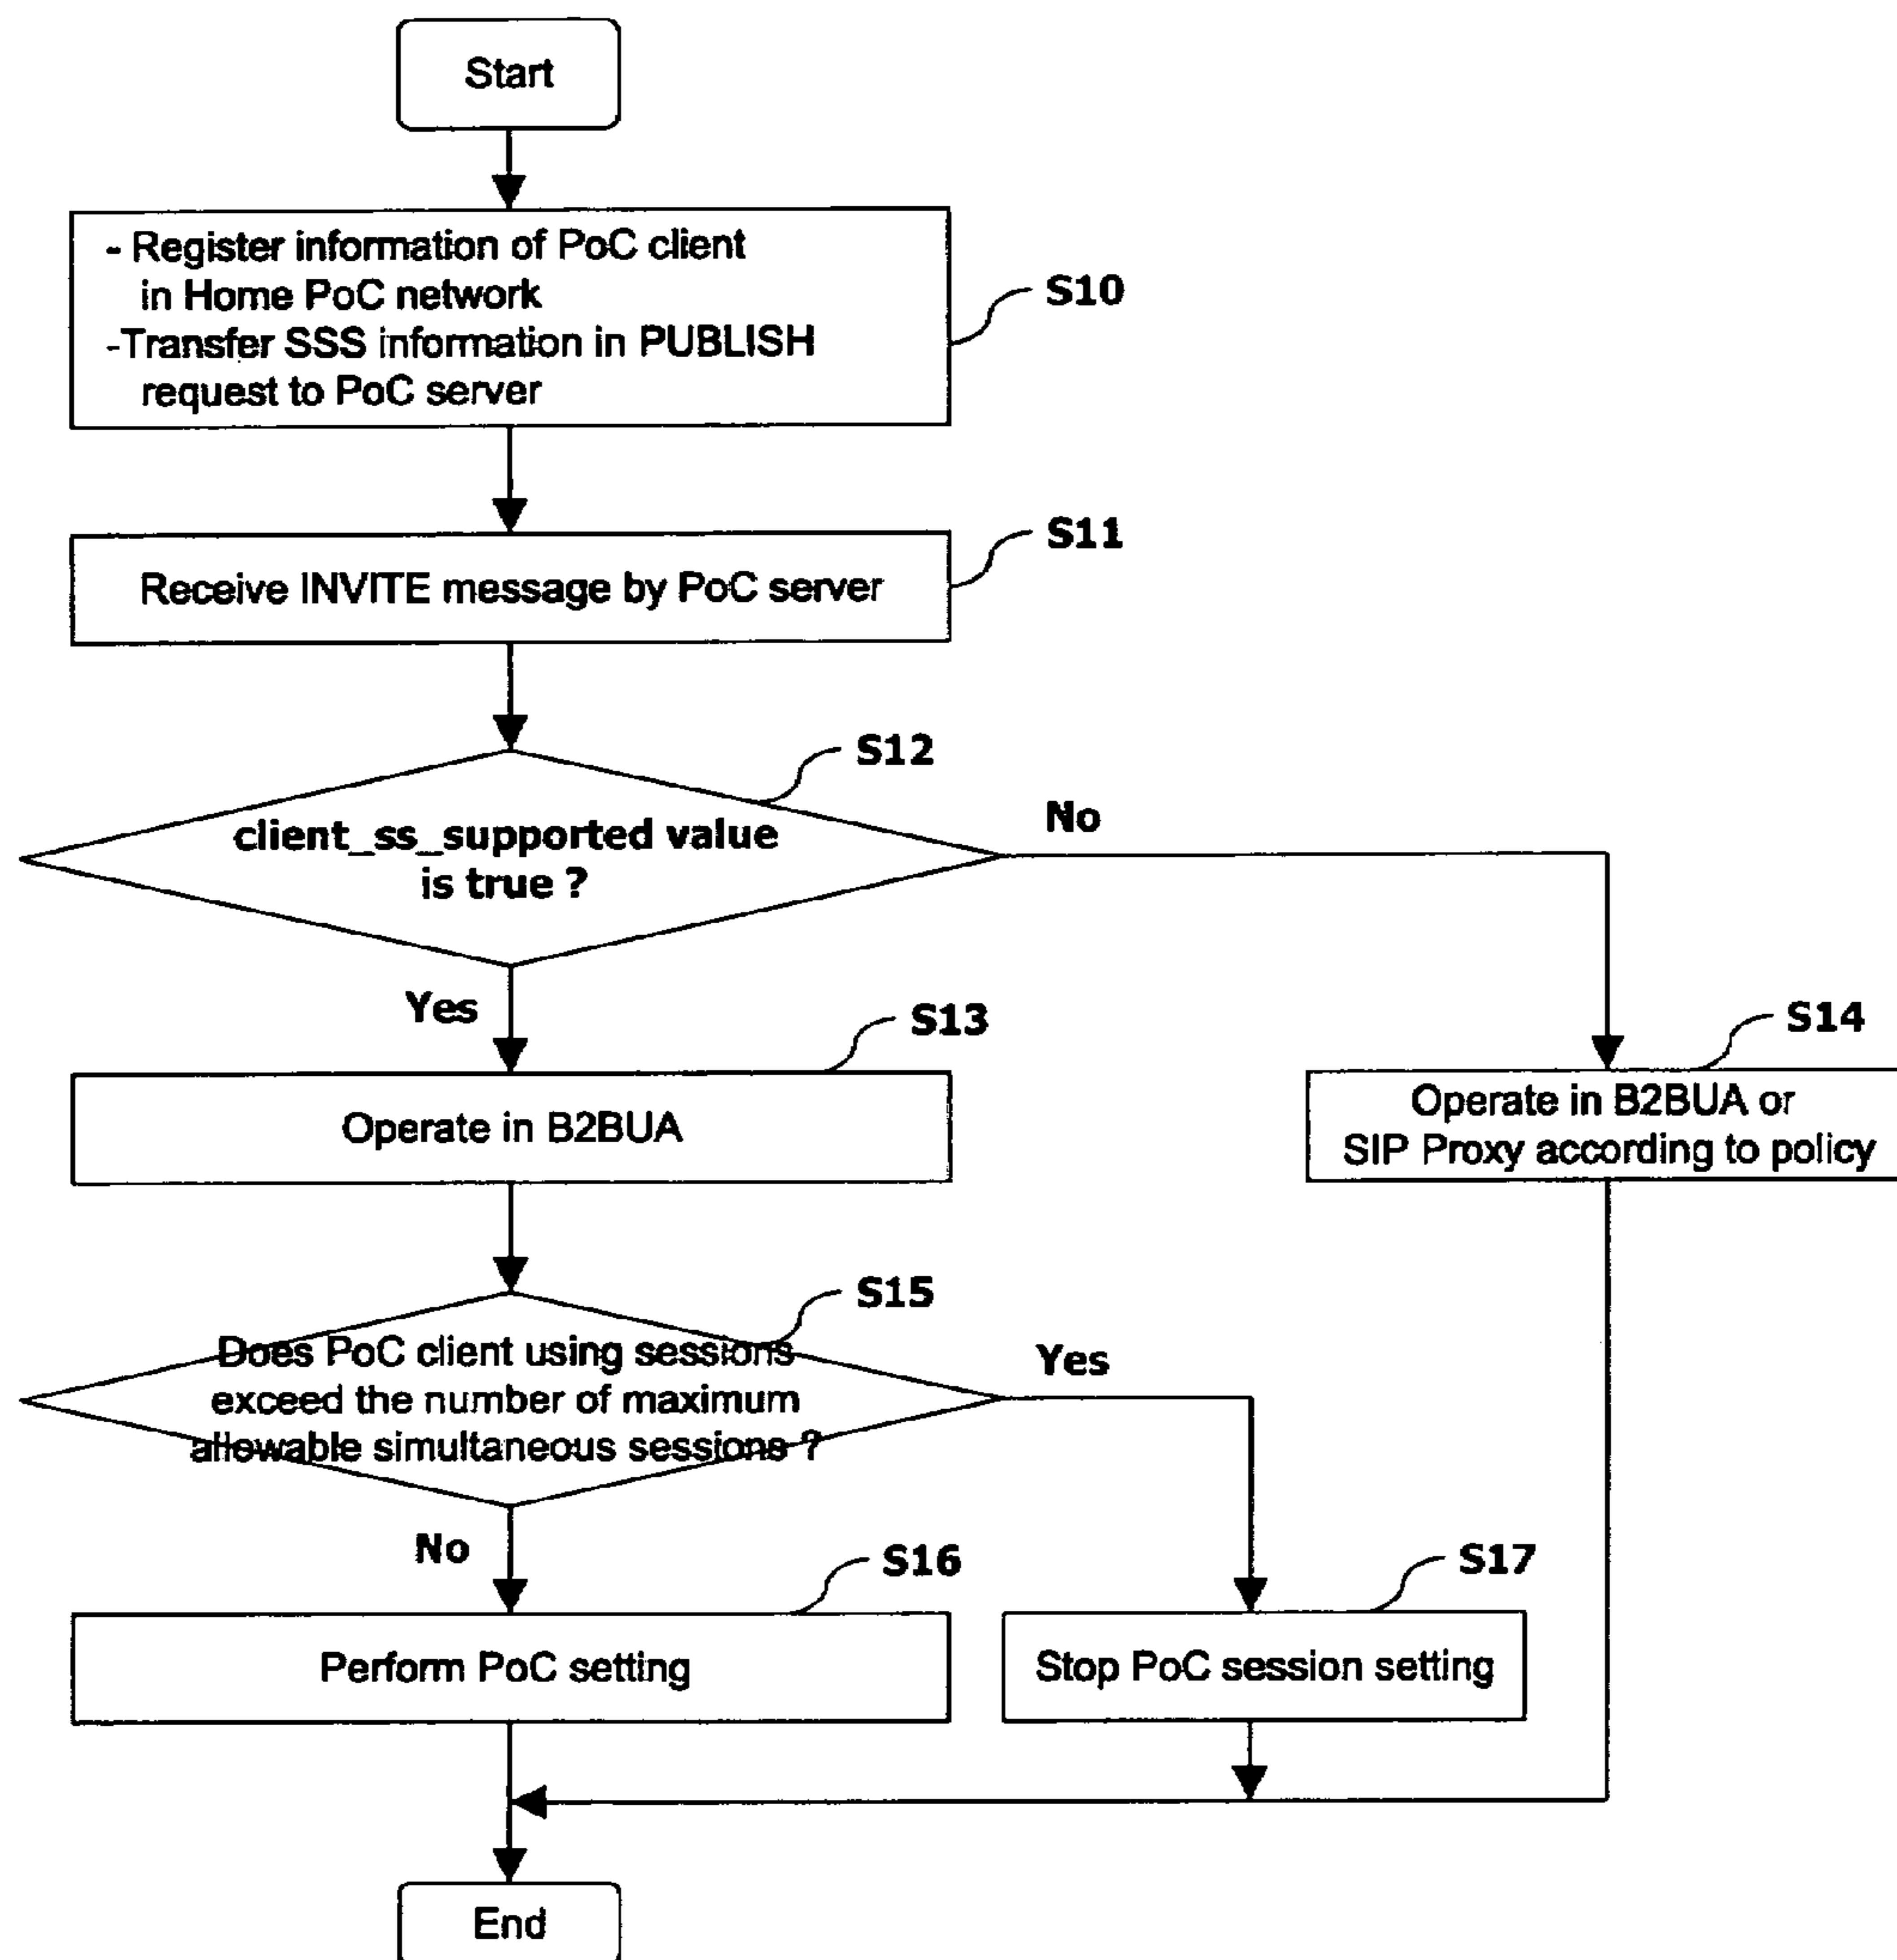 Start
- Register information of PoC client
in Home PoC network
-Transfer SSS information in PUBLISH
request to PoC server
S10
S11
Receive INVITE message by PoC server
S12
client_ss_supported value
is true ?
No
Yes
S13
S14
Operate in B2BUA
Operate in B2BUA or
SIP Proxy according to policy
S15
Does PoC client using sessions
exceed the number of maximum
allowable simultaneous sessions ?
Yes
No
S16
S17
Perform PoC setting
Stop PoC session setting
End